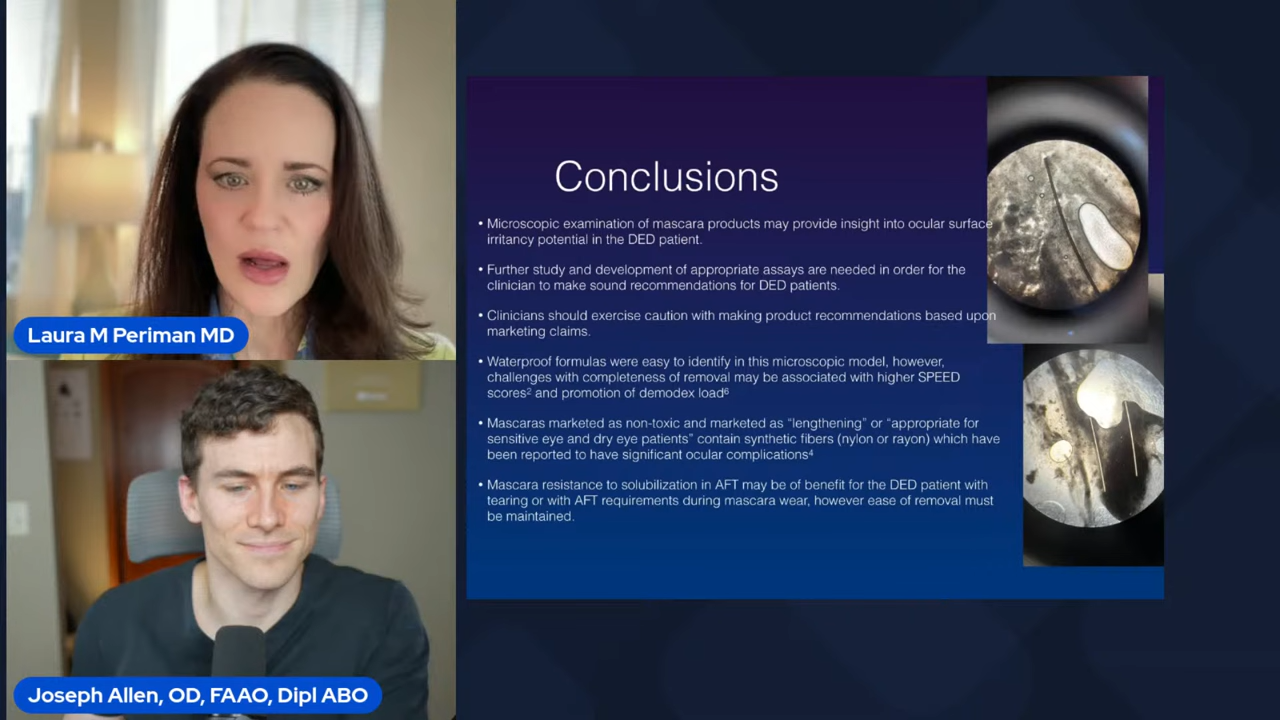 Laura M Periman MD
Joseph Allen, OD, FAAO, Dipl ABO
Conclusions
• Microscopic examination of mascara products may provide insight into ocular surface
irritancy potential in the DED patient.
• Further study and development of appropriate assays are needed in order for the
clinician to make sound recommendations for DED patients.
• Clinicians should exercise caution with making product recommendations based upon
marketing claims.
• Waterproof formulas were easy to identify in this microscopic model, however,
challenges with completeness of removal may be associated with higher SPEED
scores² and promotion of demodex load⁶
• Mascaras marketed as non-toxic and marketed as “lengthening” or “appropriate for
sensitive eye and dry eye patients” contain synthetic fibers (nylon or rayon) which have
been reported to have significant ocular complications⁴
• Mascara resistance to solubilization in AFT may be of benefit for the DED patient with
tearing or with AFT requirements during mascara wear, however ease of removal must
be maintained.